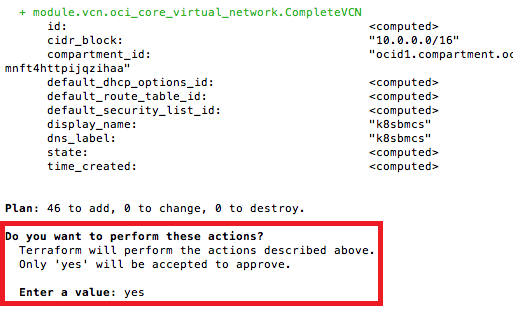 + module.vcn.oci_core_virtual_network.CompleteVCN
id: <computed>
cidr_block: "10.0.0.0/16"
compartment_id: "ocid1.compartment.oc
mnft4httpijqzihaa"
default_dhcp_options_id: <computed>
default_route_table_id: <computed>
default_security_list_id: <computed>
display_name: "k8sbmcs"
dns_label: "k8sbmcs"
state: <computed>
time_created: <computed>
Plan: 46 to add, 0 to change, 0 to destroy.
Do you want to perform these actions?
Terraform will perform the actions described above.
Only 'yes' will be accepted to approve.
Enter a value: yes